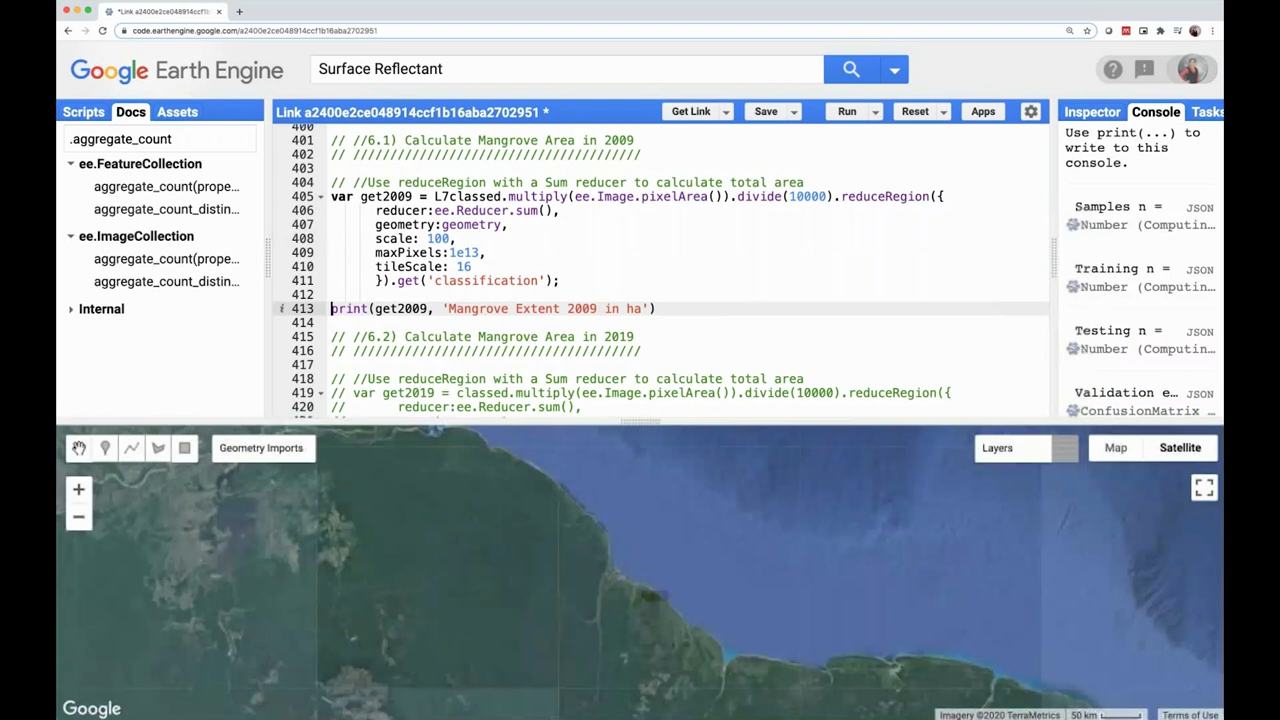 *Link a2400e2ce048914ccf1b16
code.earthengine.google.com/a2400e2ce048914ccf1b16aba2702951
Google Earth Engine
Surface Reflectant
Scripts Docs Assets
Link a2400e2ce048914ccf1b16aba2702951 *
Get Link Save Run Reset Apps
Inspector Console Tasks
.aggregate_count
ee.FeatureCollection
aggregate_count(prope...
aggregate_count_distin...
ee.ImageCollection
aggregate_count(prope...
aggregate_count_distin...
Internal
400
401 // //6.1) Calculate Mangrove Area in 2009
402 // //////////////////////////////////////
403
404 // //Use reduceRegion with a Sum reducer to calculate total area
405 var get2009 = L7classed.multiply(ee.Image.pixelArea()).divide(10000).reduceRegion({
406 reducer:ee.Reducer.sum(),
407 geometry:geometry,
408 scale: 100,
409 maxPixels:1e13,
410 tileScale: 16
411 }).get('classification');
412
i 413 print(get2009, 'Mangrove Extent 2009 in ha')
414
415 // //6.2) Calculate Mangrove Area in 2019
416 // //////////////////////////////////////
417
418 // //Use reduceRegion with a Sum reducer to calculate total area
419 // var get2019 = classed.multiply(ee.Image.pixelArea()).divide(10000).reduceRegion({
420 // reducer:ee.Reducer.sum(),
Use print(...) to
write to this
console.
Samples n = JSON
Number (Computin...
Training n = JSON
Number (Computin...
Testing n = JSON
Number (Computin...
Validation e... JSON
ConfusionMatrix ...
Geometry Imports
Layers
Map Satellite
+
−
Google
Imagery ©2020 TerraMetrics 50 km Terms of Use